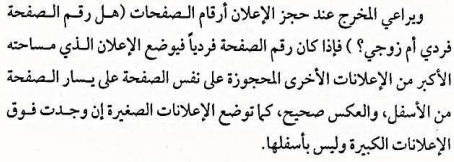 ويراعي المخرج عند حجز الإعلان أرقام الصفحات (هل رقم الصفحة
فردي أم زوجي؟ ) فإذا كان رقم الصفحة فردياً فيوضع الإعلان الذي مساحته
الأكبر من الإعلانات الأخرى المحجوزة على نفس الصفحة على يسار الصفحة
من الأسفل، والعكس صحيح، كما توضع الإعلانات الصغيرة إن وجدت فوق
الإعلانات الكبيرة وليس بأسفلها.